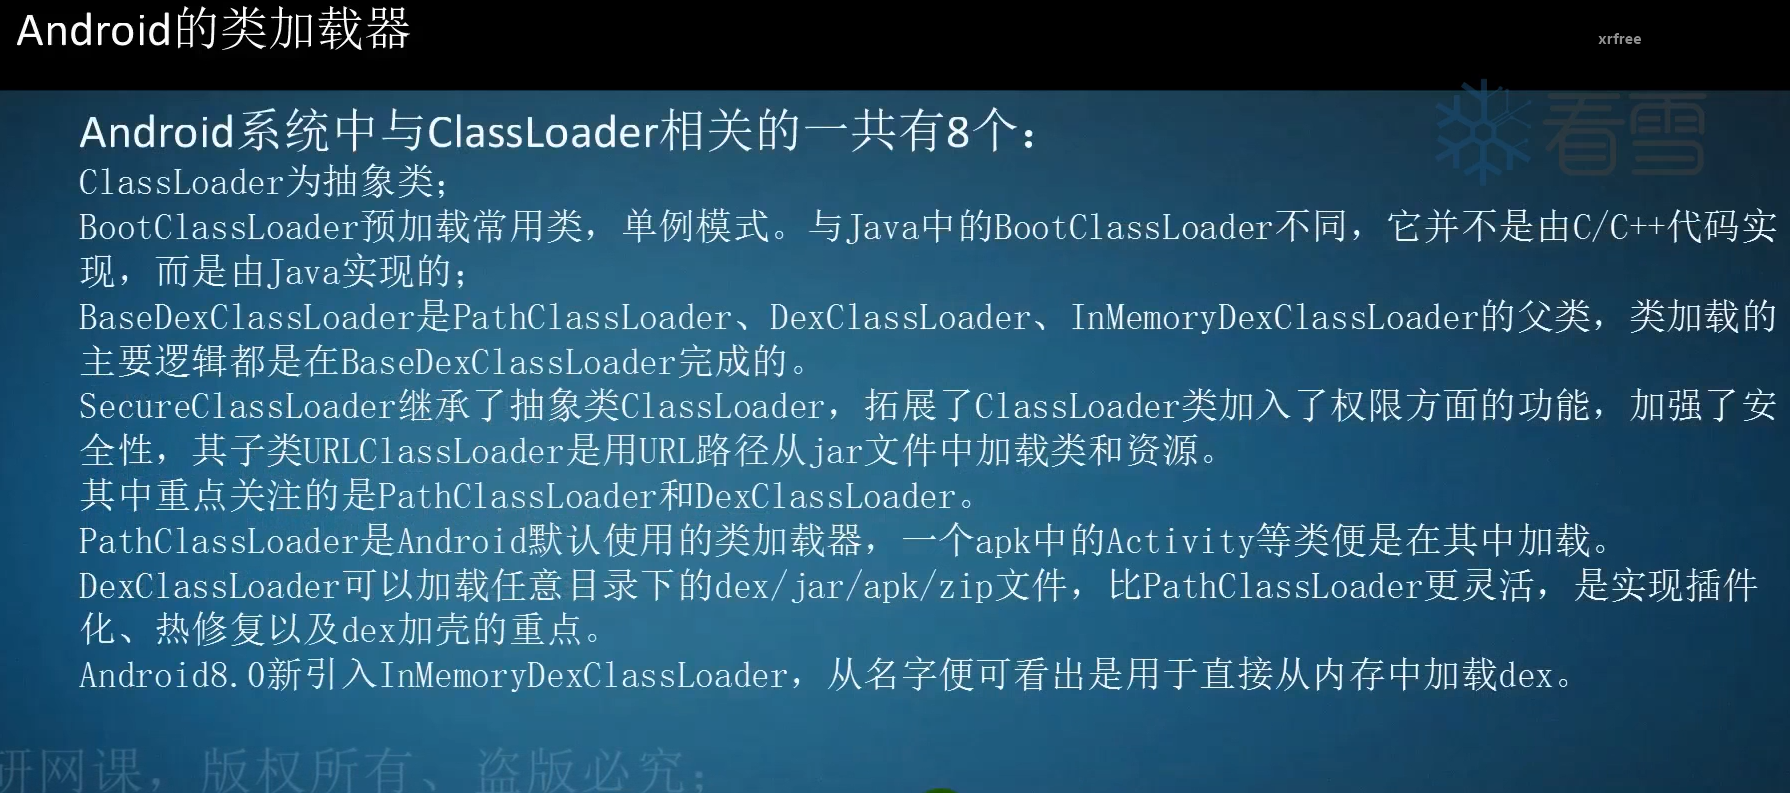 Android的类加载器
xrfree
看雪
Android系统中与ClassLoader相关的一共有8个：
ClassLoader为抽象类；
BootClassLoader预加载常用类，单例模式。与Java中的BootClassLoader不同，它并不是由C/C++代码实
现，而是由Java实现的；
BaseDexClassLoader是PathClassLoader、DexClassLoader、InMemoryDexClassLoader的父类，类加载的
主要逻辑都是在BaseDexClassLoader完成的。
SecureClassLoader继承了抽象类ClassLoader，拓展了ClassLoader类加入了权限方面的功能，加强了安
全性，其子类URLClassLoader是用URL路径从jar文件中加载类和资源。
其中重点关注的是PathClassLoader和DexClassLoader。
PathClassLoader是Android默认使用的类加载器，一个apk中的Activity等类便是在其中加载。
DexClassLoader可以加载任意目录下的dex/jar/apk/zip文件，比PathClassLoader更灵活，是实现插件
化、热修复以及dex加壳的重点。
Android8.0新引入InMemoryDexClassLoader，从名字便可看出是用于直接从内存中加载dex。
研网课，版权所有、盗版必究；